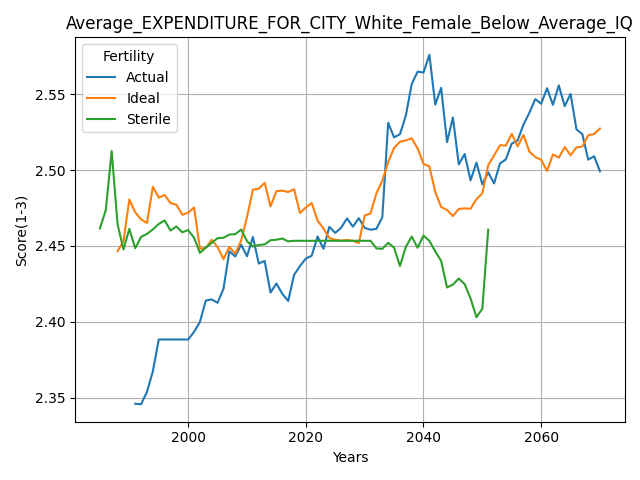 Average_EXPENDITURE_FOR_CITY_White_Female_Below_Average_IQ
Fertility
Actual
Ideal
Sterile
2.55
2.50
2.45
2.40
2.35
Score(1-3)
2000
2020
2040
2060
Years